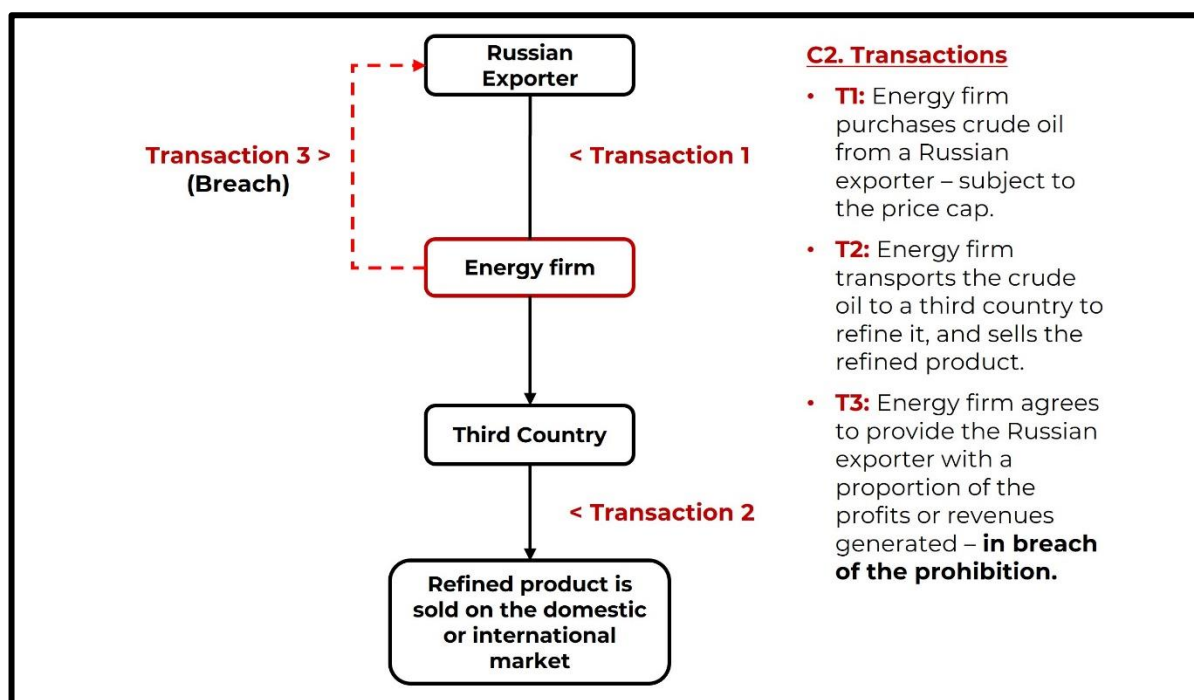 Russian
Exporter
Transaction 3 >
(Breach)
< Transaction 1
Energy firm
Third Country
< Transaction 2
Refined product is
sold on the domestic
or international
market
C2. Transactions
• T1: Energy firm
purchases crude oil
from a Russian
exporter – subject to
the price cap.
• T2: Energy firm
transports the crude
oil to a third country to
refine it, and sells the
refined product.
• T3: Energy firm agrees
to provide the Russian
exporter with a
proportion of the
profits or revenues
generated – in breach
of the prohibition.